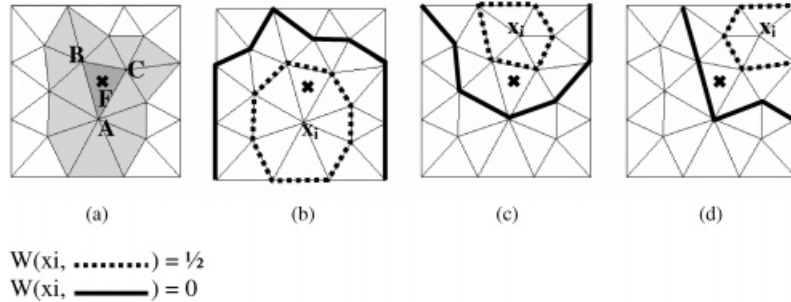 B
C
F
A
xi
xi
xi
(a)
(b)
(c)
(d)
W(xi, ) = ½
W(xi, ) = 0